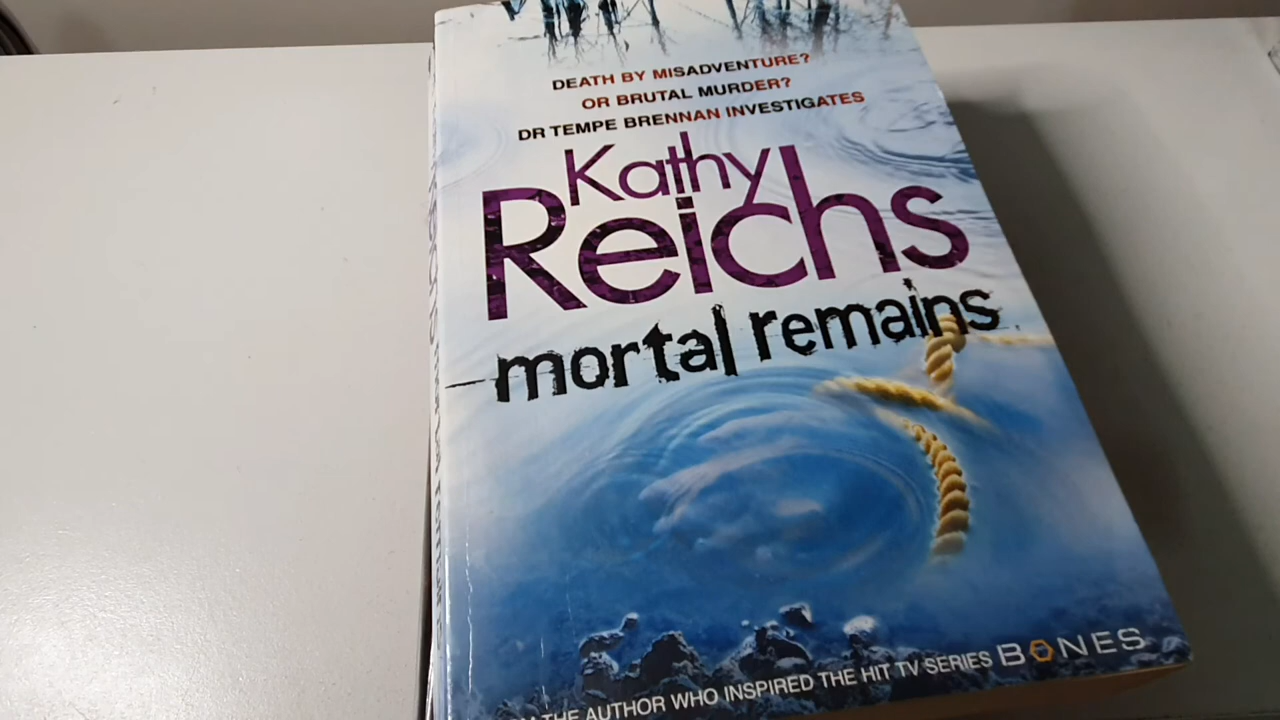 DEATH BY MISADVENTURE?
OR BRUTAL MURDER?
DR TEMPE BRENNAN INVESTIGATES
Kathy
Reichs
mortal remains
THE AUTHOR WHO INSPIRED THE HIT TV SERIES BONES